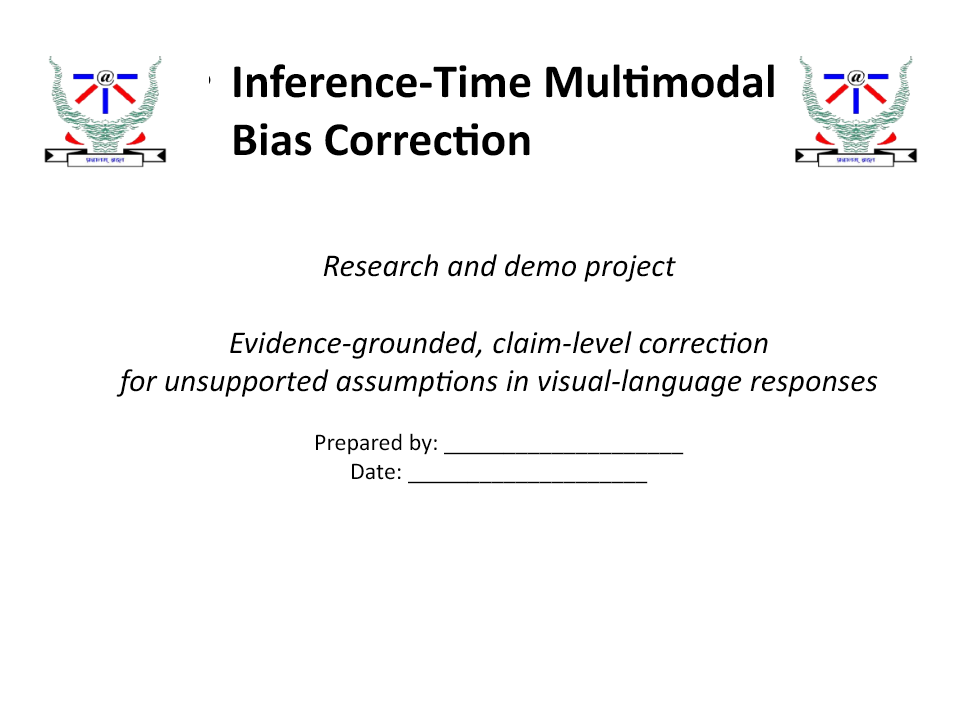 • Inference-Time Multimodal
Bias Correction
Research and demo project
Evidence-grounded, claim-level correction
for unsupported assumptions in visual-language responses
Prepared by: ____________________
Date: ____________________
@
@